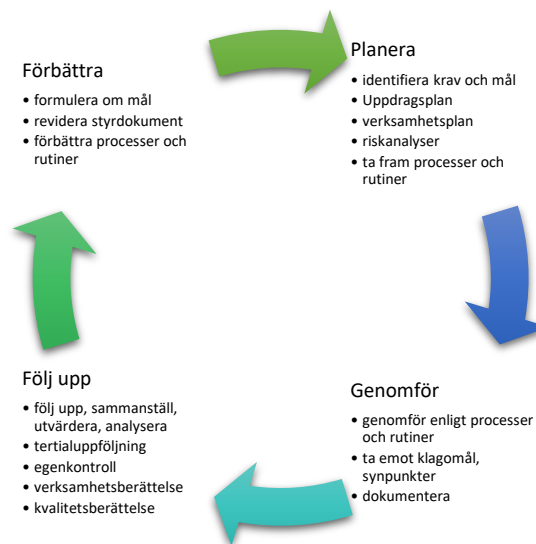 Förbättra
• formulera om mål
• revidera styrdokument
• förbättra processer och
rutiner
Planera
• identifiera krav och mål
• Uppdragsplan
• verksamhetsplan
• riskanalyser
• ta fram processer och
rutiner
Genomför
• genomför enligt processer
och rutiner
• ta emot klagomål,
synpunkter
• dokumentera
Följ upp
• följ upp, sammanställ,
utvärdera, analysera
• tertialuppföljning
• egenkontroll
• verksamhetsberättelse
• kvalitetsberättelse